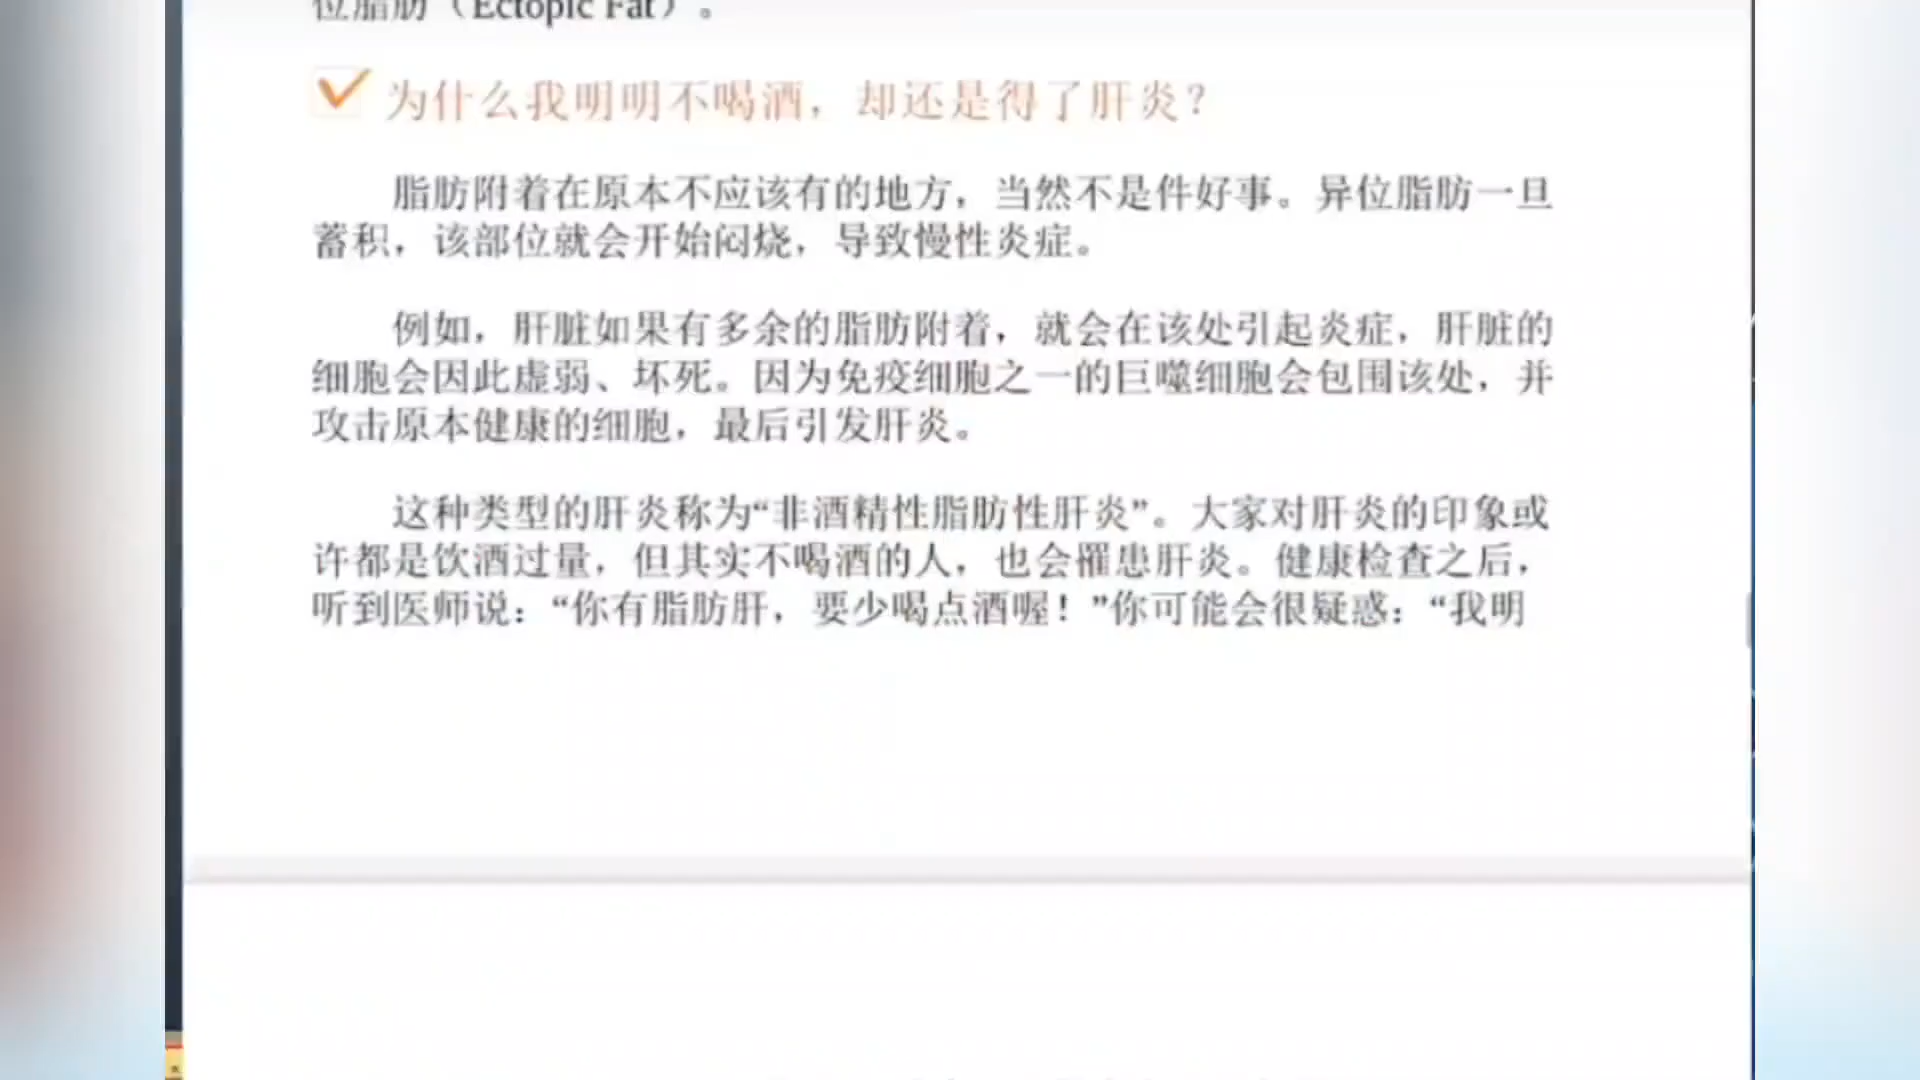 位脂肪（Ectopic Fat）。
为什么我明明不喝酒，却还是得了肝炎？
脂肪附着在原本不应该有的地方，当然不是件好事。异位脂肪一旦
蓄积，该部位就会开始闷烧，导致慢性炎症。
例如，肝脏如果有多余的脂肪附着，就会在该处引起炎症，肝脏的
细胞会因此虚弱、坏死。因为免疫细胞之一的巨噬细胞会包围该处，并
攻击原本健康的细胞，最后引发肝炎。
这种类型的肝炎称为“非酒精性脂肪性肝炎”。大家对肝炎的印象或
许都是饮酒过量，但其实不喝酒的人，也会罹患肝炎。健康检查之后，
听到医师说：“你有脂肪肝，要少喝点酒喔！”你可能会很疑惑：“我明